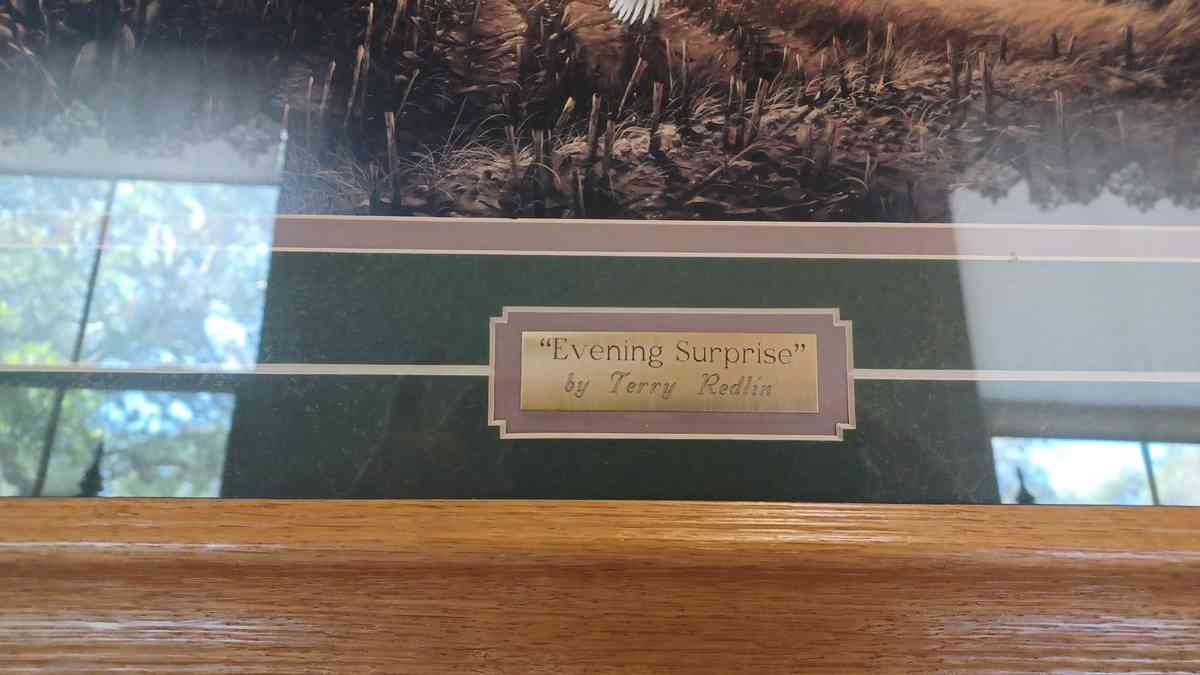 “Evening Surprise”
by Terry Redlin